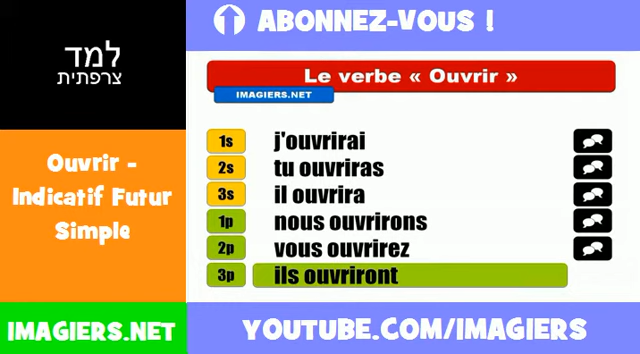 למד
צרפתית
Ouvrir -
Indicatif Futur
Simple
IMAGIERS.NET
ABONNEZ-VOUS !
Le verbe « Ouvrir »
IMAGIERS.NET
1s j'ouvrirai
2s tu ouvriras
3s il ouvrira
1p nous ouvrirons
2p vous ouvrirez
3p ils ouvriront
YOUTUBE.COM/IMAGIERS